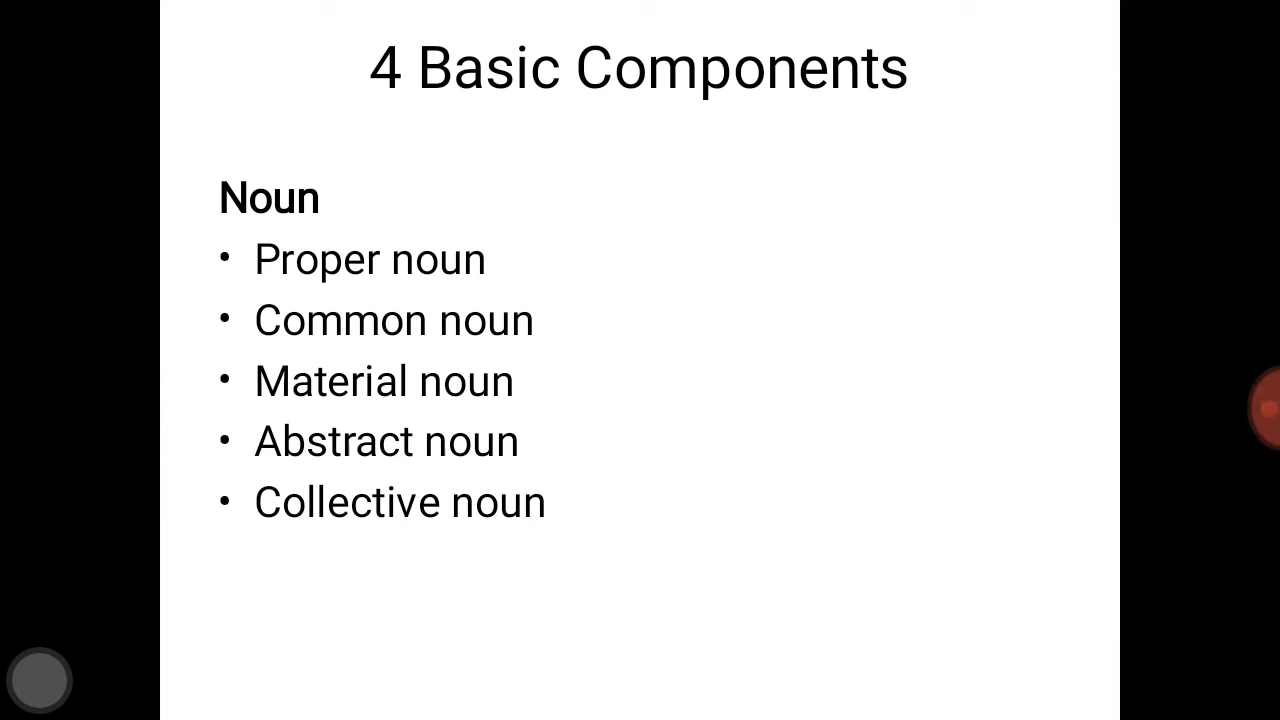 4 Basic Components
Noun
• Proper noun
• Common noun
• Material noun
• Abstract noun
• Collective noun